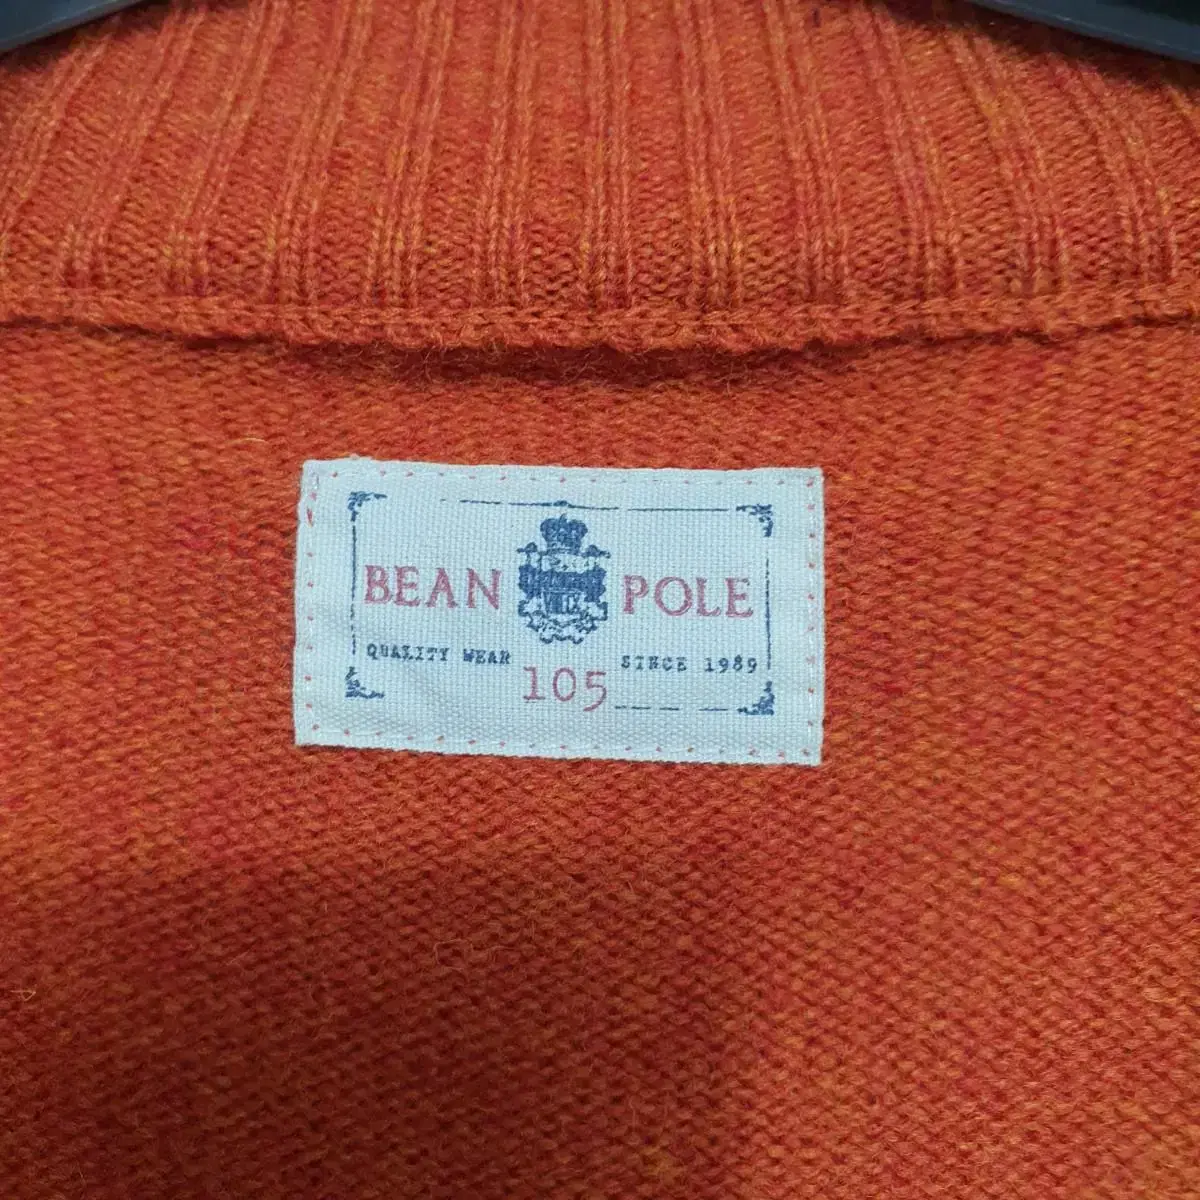 BEAN POLE
QUALITY WEAR SINCE 1989
105